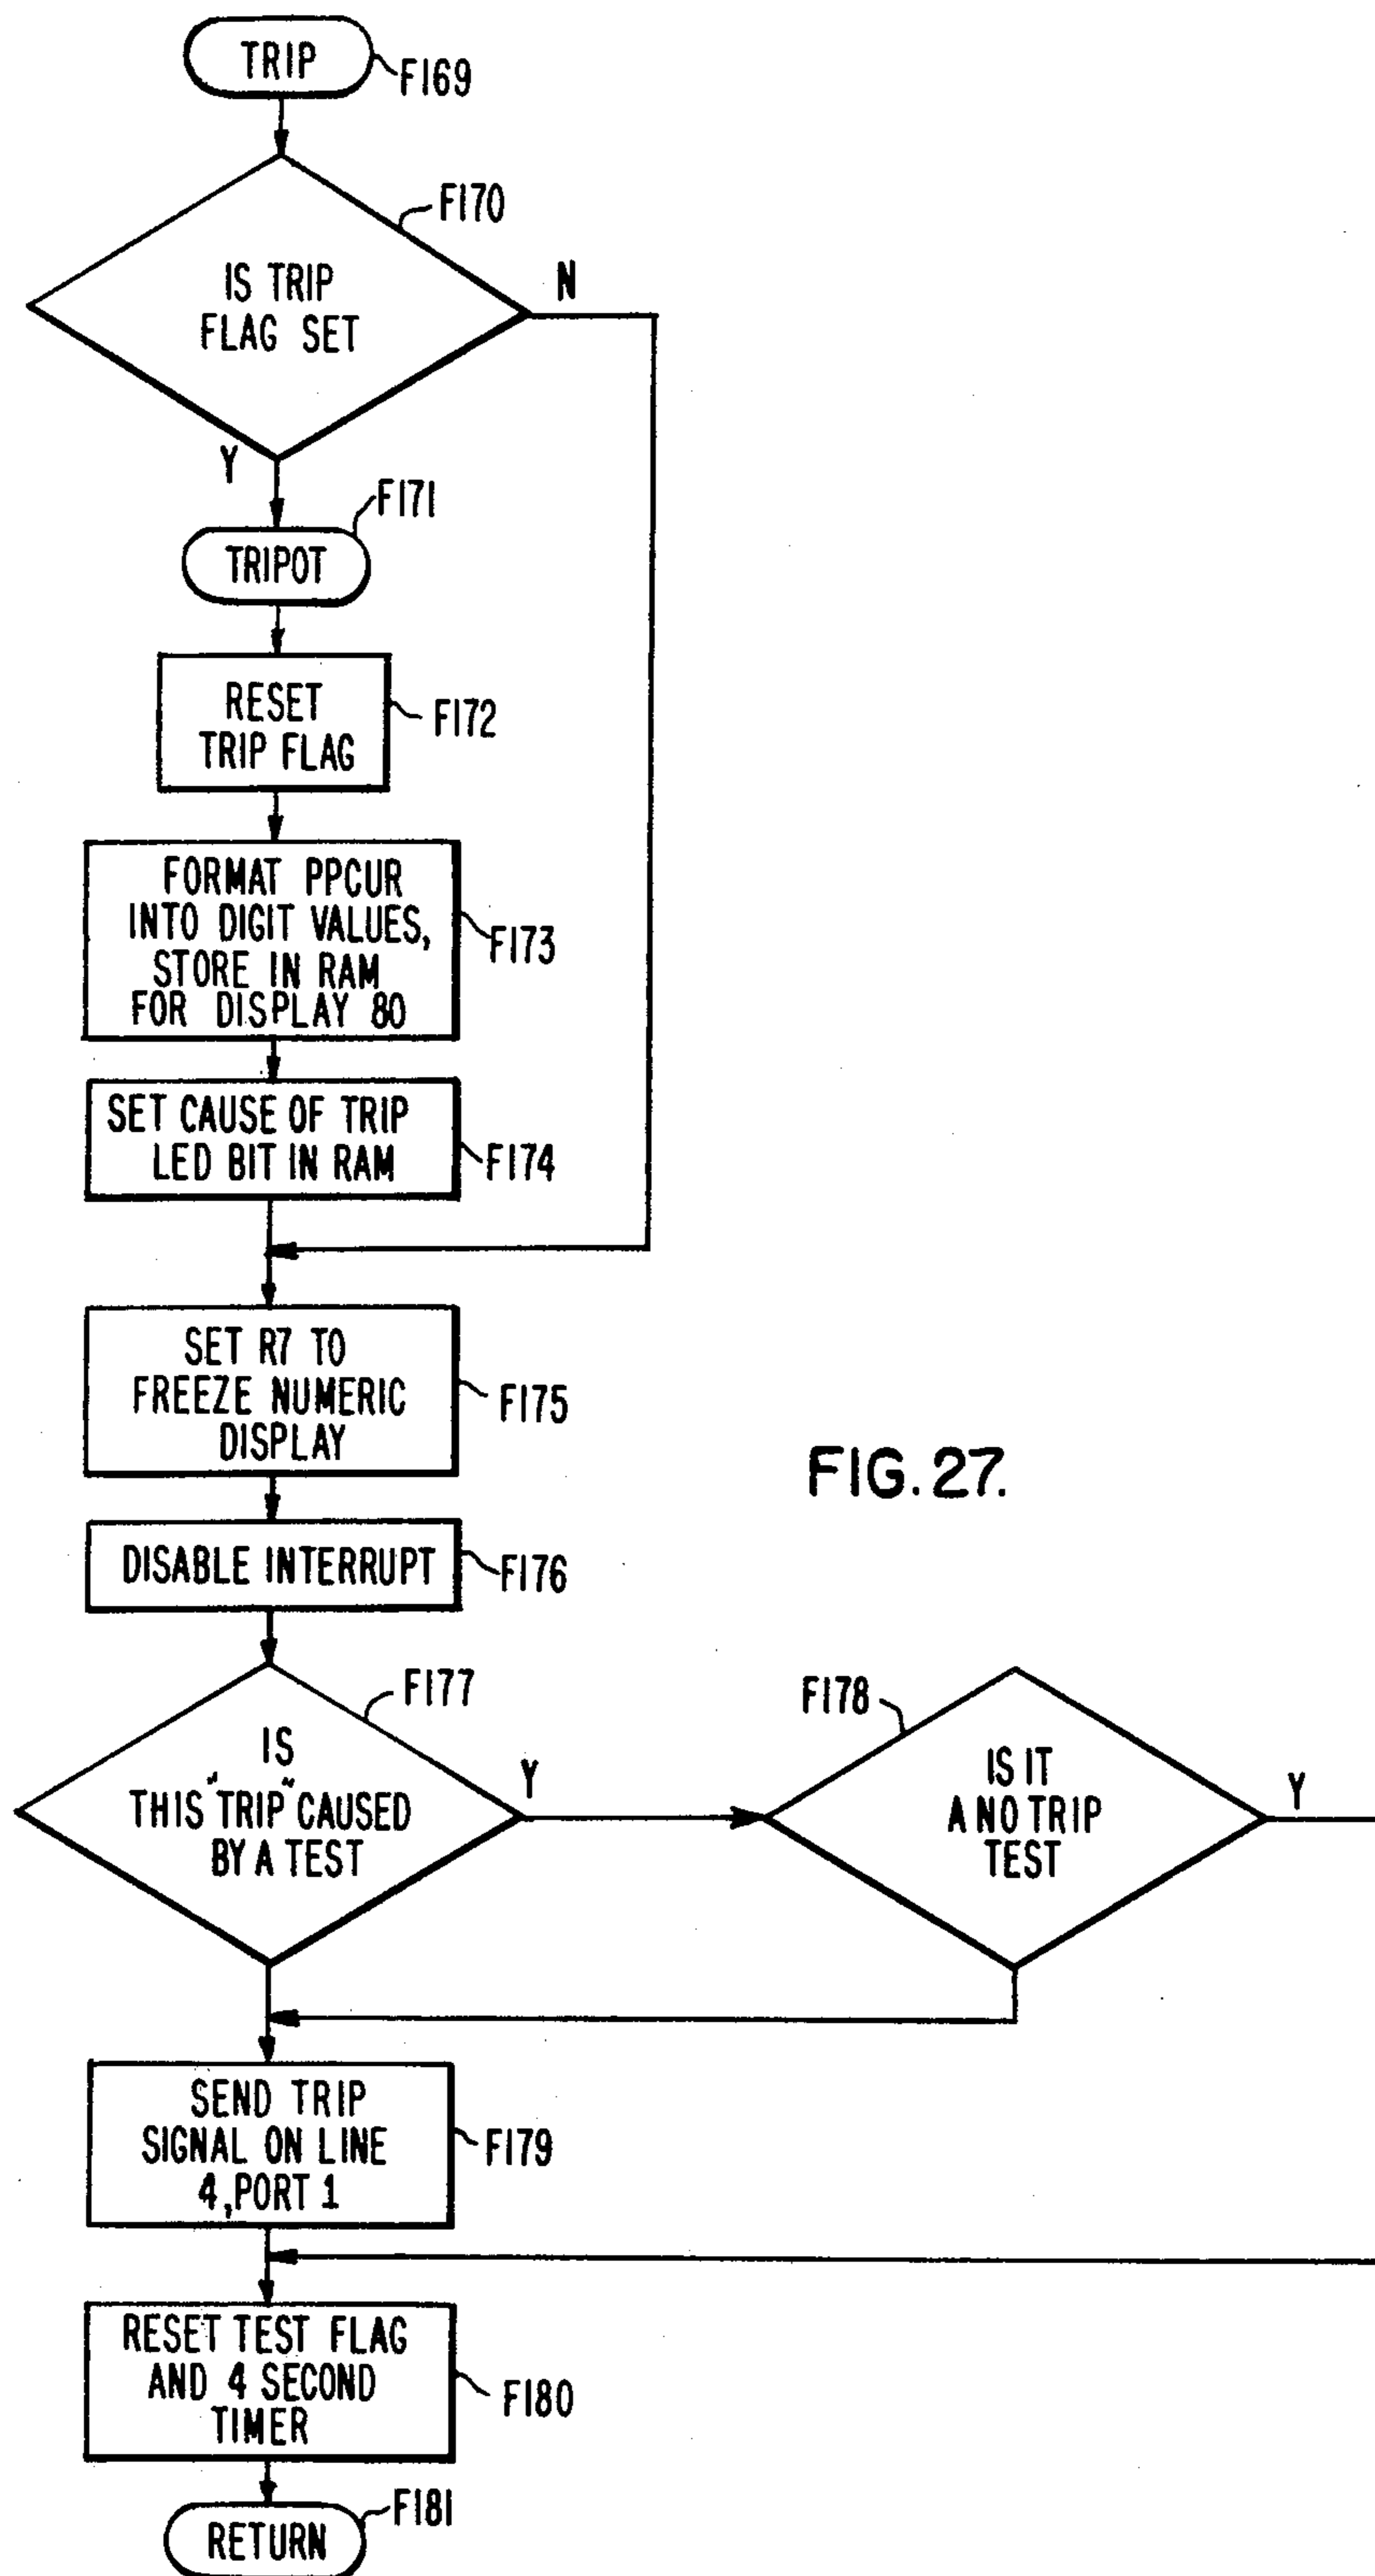 TRIP
F169
F170
IS TRIP
FLAG SET
N
Y
F171
TRIPOT
RESET
TRIP FLAG
F172
FORMAT PPCUR
INTO DIGIT VALUES,
STORE IN RAM
FOR DISPLAY 80
F173
SET CAUSE OF TRIP
LED BIT IN RAM
F174
SET R7 TO
FREEZE NUMERIC
DISPLAY
F175
FIG. 27.
DISABLE INTERRUPT
F176
F177
IS
THIS "TRIP" CAUSED
BY A TEST
Y
F178
IS IT
A NO TRIP
TEST
Y
SEND TRIP
SIGNAL ON LINE
4, PORT 1
F179
RESET TEST FLAG
AND 4 SECOND
TIMER
F180
F181
RETURN